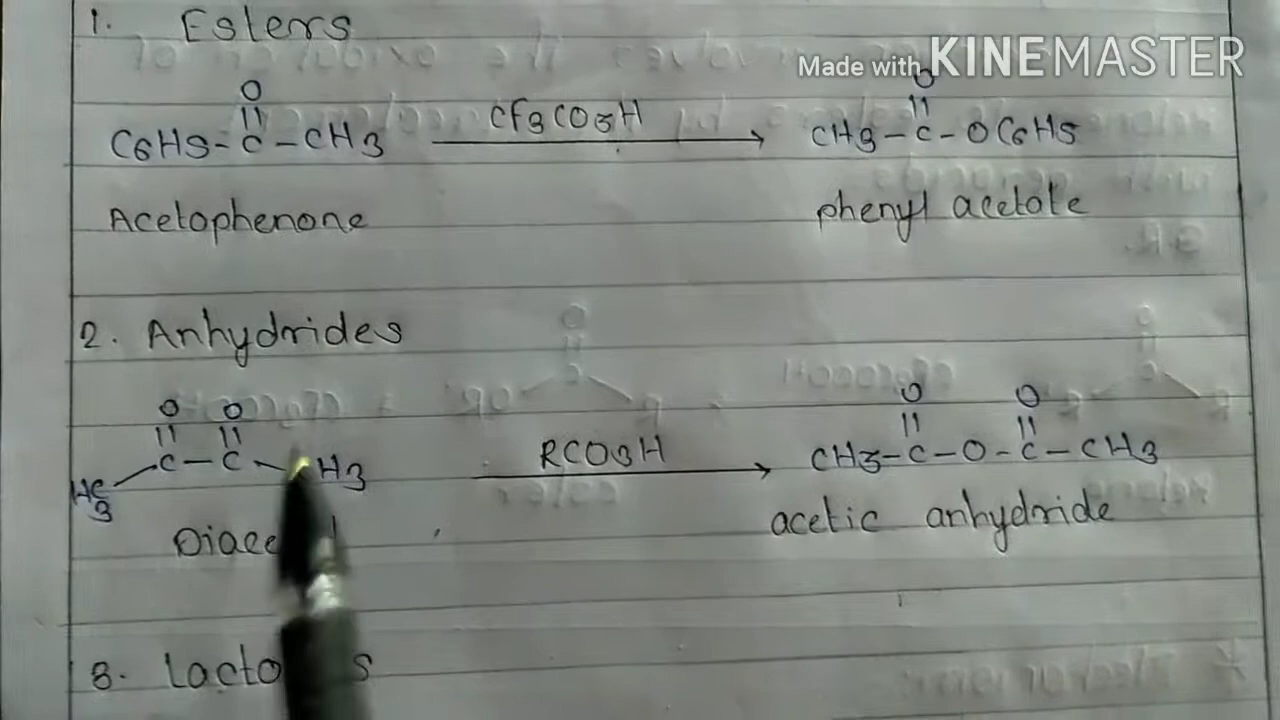 1. Esters
Made with KINEMASTER
O O
|| ||
C6H5-C-CH3 CF3CO3H CH3-C-OC6H5
Acetophenone phenyl acetate
2. Anhydrides
O O O O
|| || || ||
H3C C-C H3 RCO3H CH3-C-O-C-CH3
acetic anhydride
3.